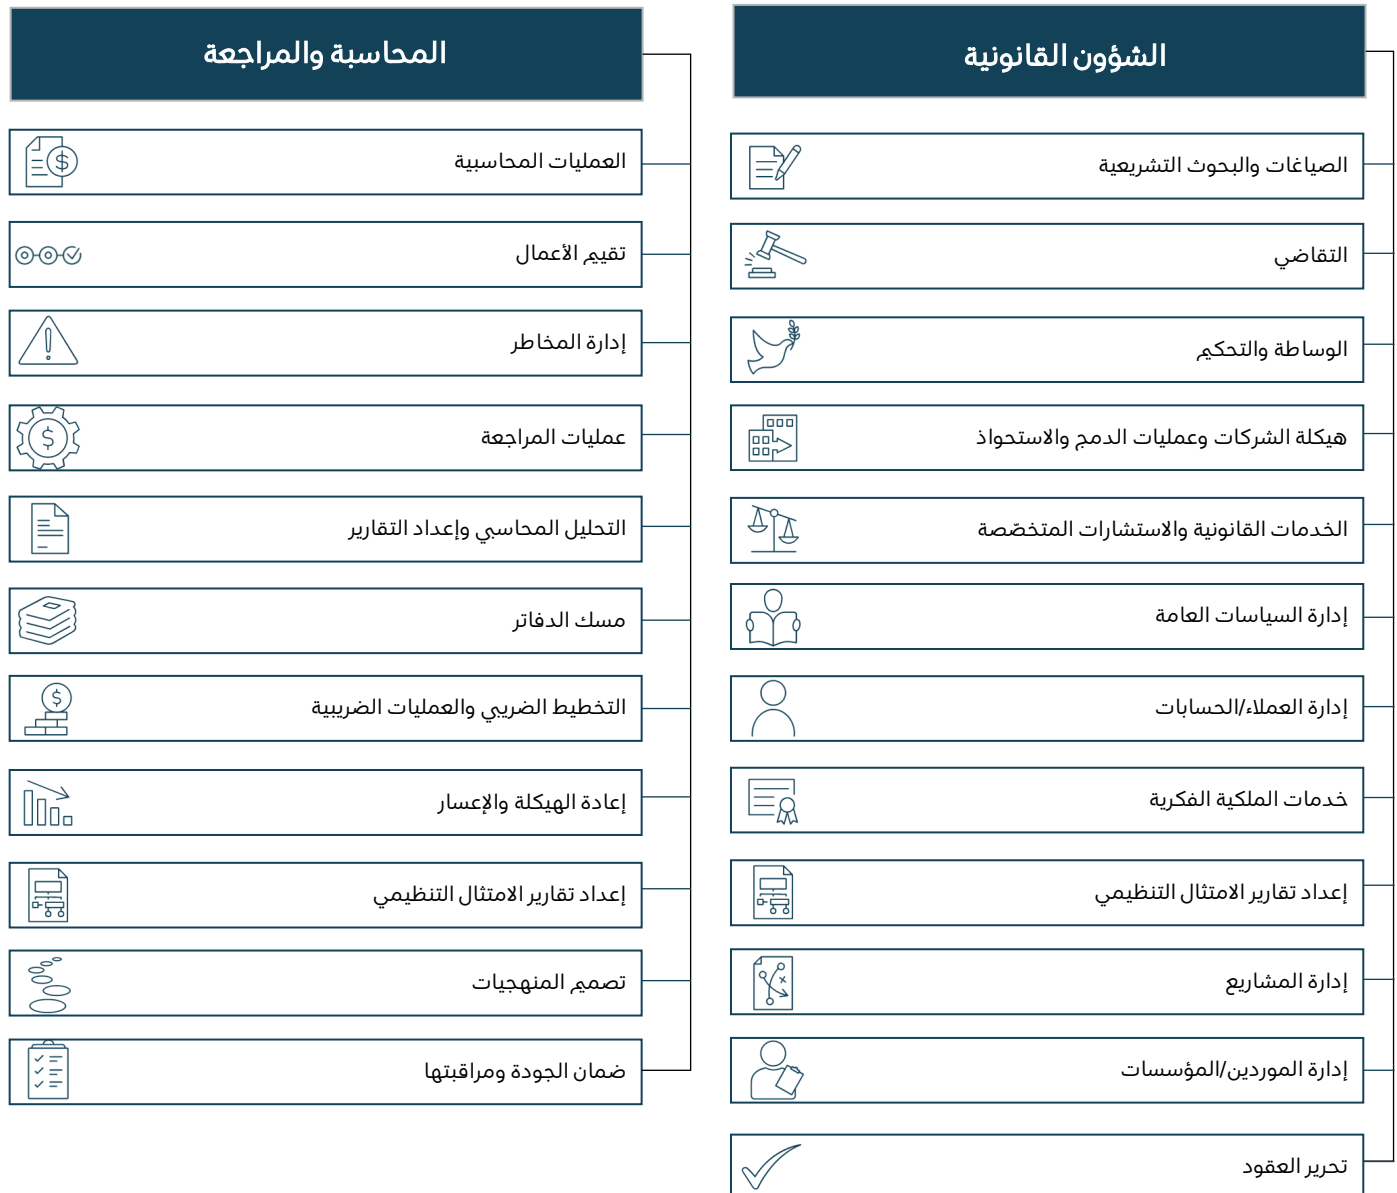 الشؤون القانونية
الصياغات والبحوث التشريعية
التقاضي
الوساطة والتحكيم
هيكلة الشركات وعمليات الدمج والاستحواذ
الخدمات القانونية والاستشارات المتخصّصة
إدارة السياسات العامة
إدارة العملاء/الحسابات
خدمات الملكية الفكرية
إعداد تقارير الامتثال التنظيمي
إدارة المشاريع
إدارة الموردين/المؤسسات
تحرير العقود
المحاسبة والمراجعة
العمليات المحاسبية
تقييم الأعمال
إدارة المخاطر
عمليات المراجعة
التحليل المحاسبي وإعداد التقارير
مسك الدفاتر
التخطيط الضريبي والعمليات الضريبية
إعادة الهيكلة والإعسار
إعداد تقارير الامتثال التنظيمي
تصميم المنهجيات
ضمان الجودة ومراقبتها